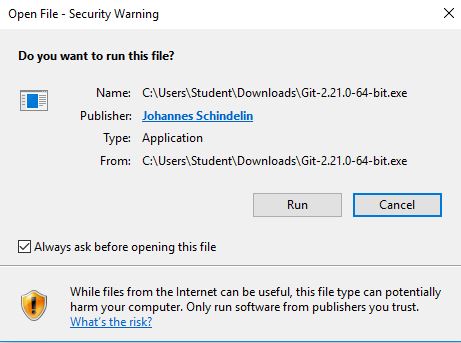 Open File - Security Warning
Do you want to run this file?
Name: C:\Users\Student\Downloads\Git-2.21.0-64-bit.exe
Publisher: Johannes Schindelin
Type: Application
From: C:\Users\Student\Downloads\Git-2.21.0-64-bit.exe
Run Cancel
Always ask before opening this file
While files from the Internet can be useful, this file type can potentially
harm your computer. Only run software from publishers you trust.
What's the risk?